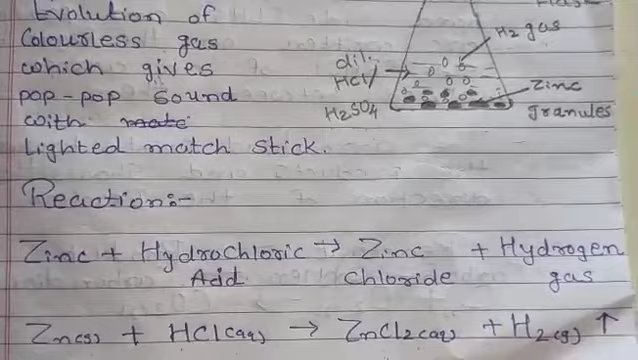 Evolution of
Colourless gas
which gives
pop-pop sound
with
lighted match stick.
H2 gas
dil.
HCl/
H2SO4
Zinc
granules
Reaction:-
Zinc + Hydrochloric → Zinc + Hydrogen
Acid chloride gas
Zn(s) + HCl(aq) → ZnCl2(aq) + H2(g) ↑